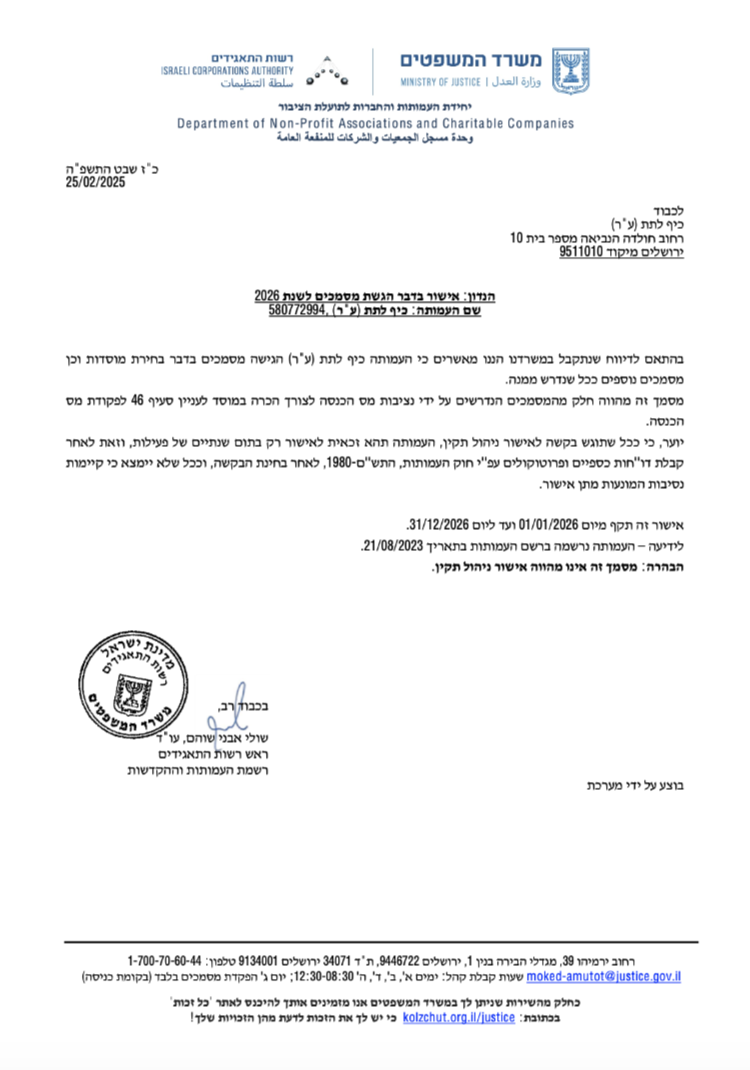 משרד המשפטים
MINISTRY OF JUSTICE | وزارة العدل
רשות התאגידים
ISRAELI CORPORATIONS AUTHORITY
سلطة التنظيمات
יחידת העמותות והחברות לתועלת הציבור
Department of Non-Profit Associations and Charitable Companies
وحدة مسجل الجمعيات والشركات للمنفعة العامة
כ"ז שבט התשפ"ה
25/02/2025
לכבוד
כיף לתת (ע"ר)
רחוב חולדה הנביאה מספר בית 10
ירושלים מיקוד 9511010
הנדון: אישור בדבר הגשת מסמכים לשנת 2026
שם העמותה: כיף לתת (ע"ר) ,580772994
בהתאם לדיווח שנתקבל במשרדנו הננו מאשרים כי העמותה כיף לתת (ע"ר) הגישה מסמכים בדבר בחירת מוסדות וכן
מסמכים נוספים ככל שנדרש ממנה.
מסמך זה מהווה חלק מהמסמכים הנדרשים על ידי נציבות מס הכנסה לצורך הכרה במוסד לעניין סעיף 46 לפקודת מס
הכנסה.
יוער, כי ככל שתוגש בקשה לאישור ניהול תקין, העמותה תהא זכאית לאישור רק בתום שנתיים של פעילות, וזאת לאחר
קבלת דו"חות כספיים ופרוטוקולים עפ"י חוק העמותות, התש"ם-1980, לאחר בחינת הבקשה, וככל שלא יימצא כי קיימות
נסיבות המונעות מתן אישור.
אישור זה תקף מיום 01/01/2026 ועד ליום 31/12/2026.
לידיעה – העמותה נרשמה ברשם העמותות בתאריך 21/08/2023.
הבהרה: מסמך זה אינו מהווה אישור ניהול תקין.
מדינת ישראל
רשות התאגידים
משרד המשפטים
בכבוד רב,
שולי אבני שוהם, עו"ד
ראש רשות התאגידים
רשמת העמותות וההקדשות
בוצע על ידי מערכת
רחוב ירמיהו 39, מגדלי הבירה בנין 1, ירושלים 9446722, ת"ד 34071 ירושלים 9134001 טלפון: 1-700-70-60-44
moked-amutot@justice.gov.il שעות קבלת קהל: ימים א', ב', ד', ה' 12:30-08:30; יום ג' הפקדת מסמכים בלבד (בקומת כניסה)
כחלק מהשירות שניתן לך במשרד המשפטים אנו מזמינים אותך להיכנס לאתר 'כל זכות'
בכתובת: kolzchut.org.il/justice כי יש לך את הזכות לדעת מהן הזכויות שלך!